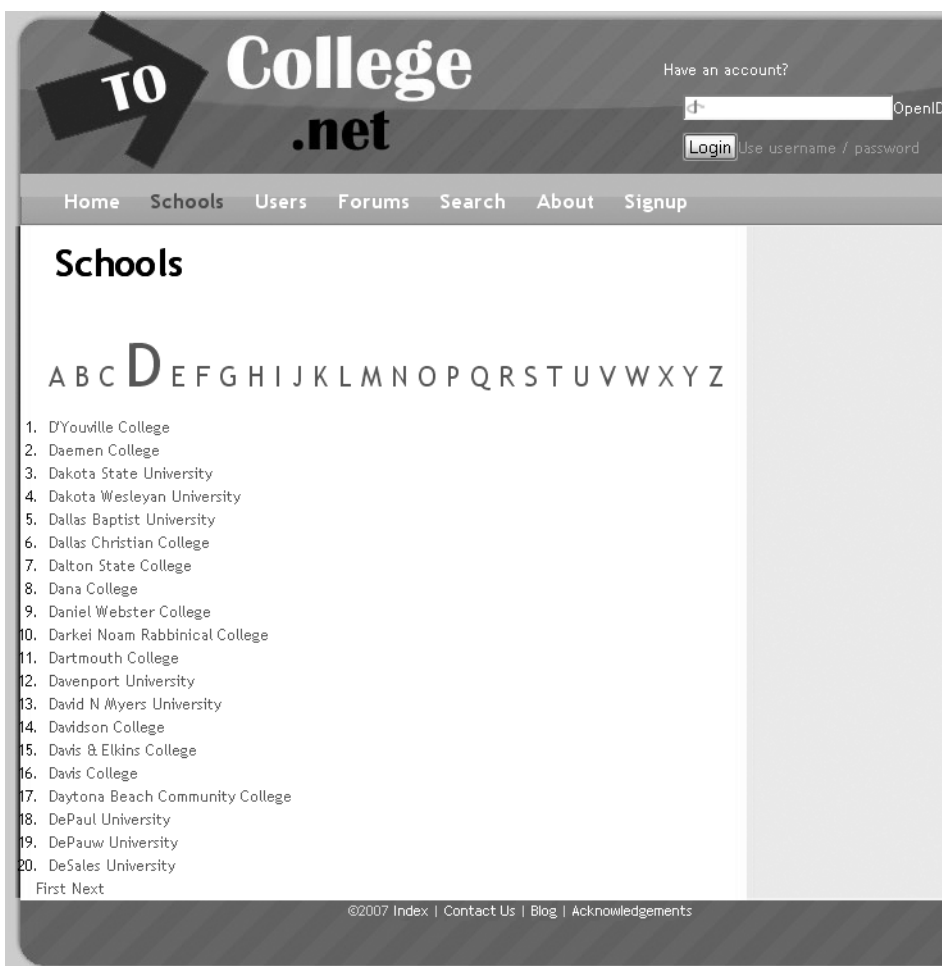 TO College
.net
Have an account?
OpenID
Login Use username / password
Home Schools Users Forums Search About Signup
Schools
A B C D E F G H I J K L M N O P Q R S T U V W X Y Z
1. D'Youville College
2. Daemen College
3. Dakota State University
4. Dakota Wesleyan University
5. Dallas Baptist University
6. Dallas Christian College
7. Dalton State College
8. Dana College
9. Daniel Webster College
10. Darkei Noam Rabbinical College
11. Dartmouth College
12. Davenport University
13. David N Myers University
14. Davidson College
15. Davis & Elkins College
16. Davis College
17. Daytona Beach Community College
18. DePaul University
19. DePauw University
20. DeSales University
First Next
©2007 Index | Contact Us | Blog | Acknowledgements